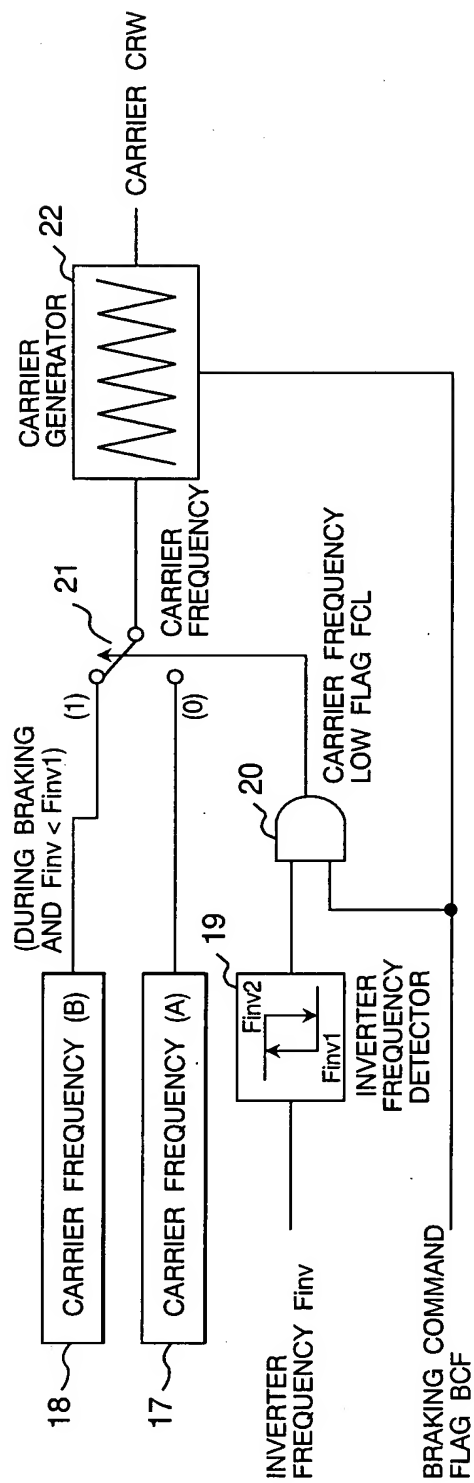 18
CARRIER FREQUENCY (B)
(DURING BRAKING
AND Finv < Finv1)
(1)
21
CARRIER
GENERATOR
22
CARRIER CRW
17
CARRIER FREQUENCY (A)
(0)
CARRIER
FREQUENCY
INVERTER
FREQUENCY Finv
19
Finv2
Finv1
INVERTER
FREQUENCY
DETECTOR
20
CARRIER FREQUENCY
LOW FLAG FCL
BRAKING COMMAND
FLAG BCF